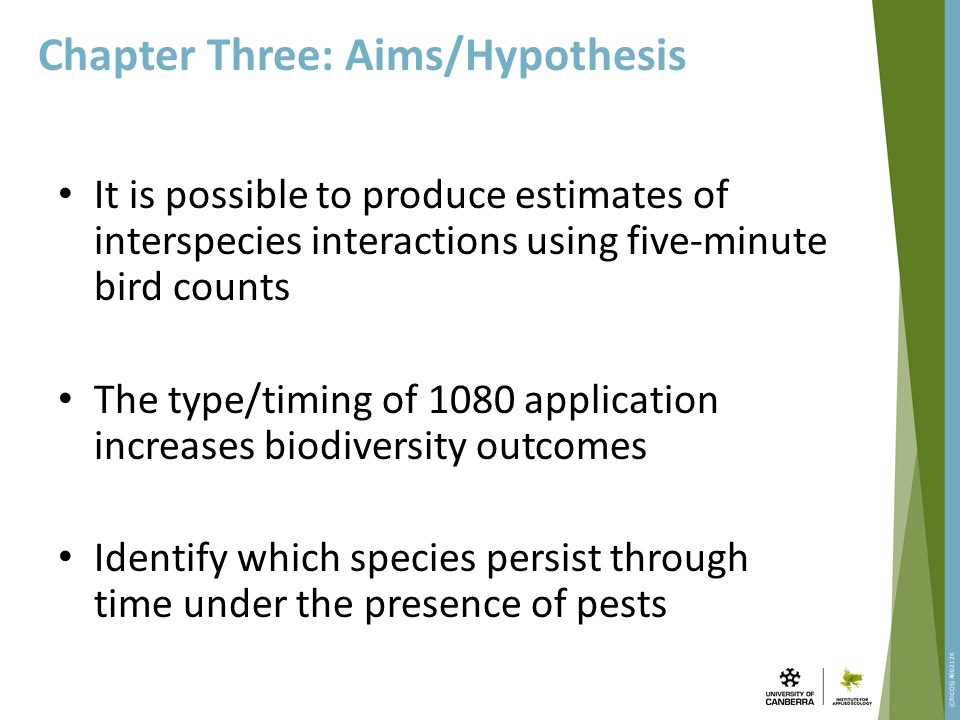 Chapter Three: Aims/Hypothesis
• It is possible to produce estimates of
interspecies interactions using five-minute
bird counts
• The type/timing of 1080 application
increases biodiversity outcomes
• Identify which species persist through
time under the presence of pests
UNIVERSITY OF
CANBERRA
INSTITUTE FOR
APPLIED ECOLOGY